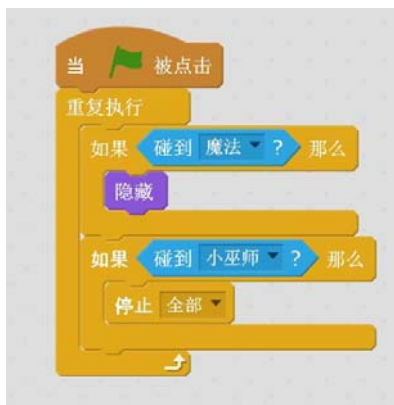 当 被点击
重复执行
如果 碰到 魔法 ? 那么
隐藏
如果 碰到 小巫师 ? 那么
停止 全部